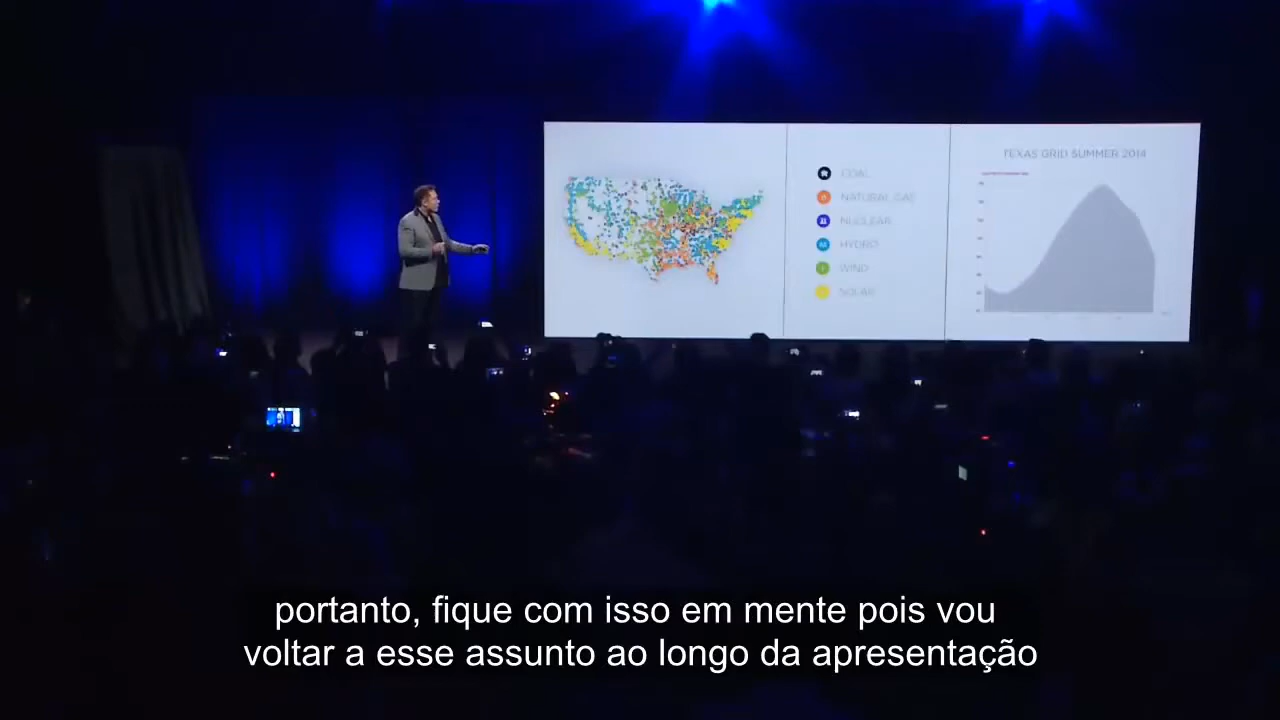 TEXAS GRID SUMMER 2014
COAL
NATURAL GAS
NUCLEAR
HYDRO
WIND
SOLAR
portanto, fique com isso em mente pois vou
voltar a esse assunto ao longo da apresentação